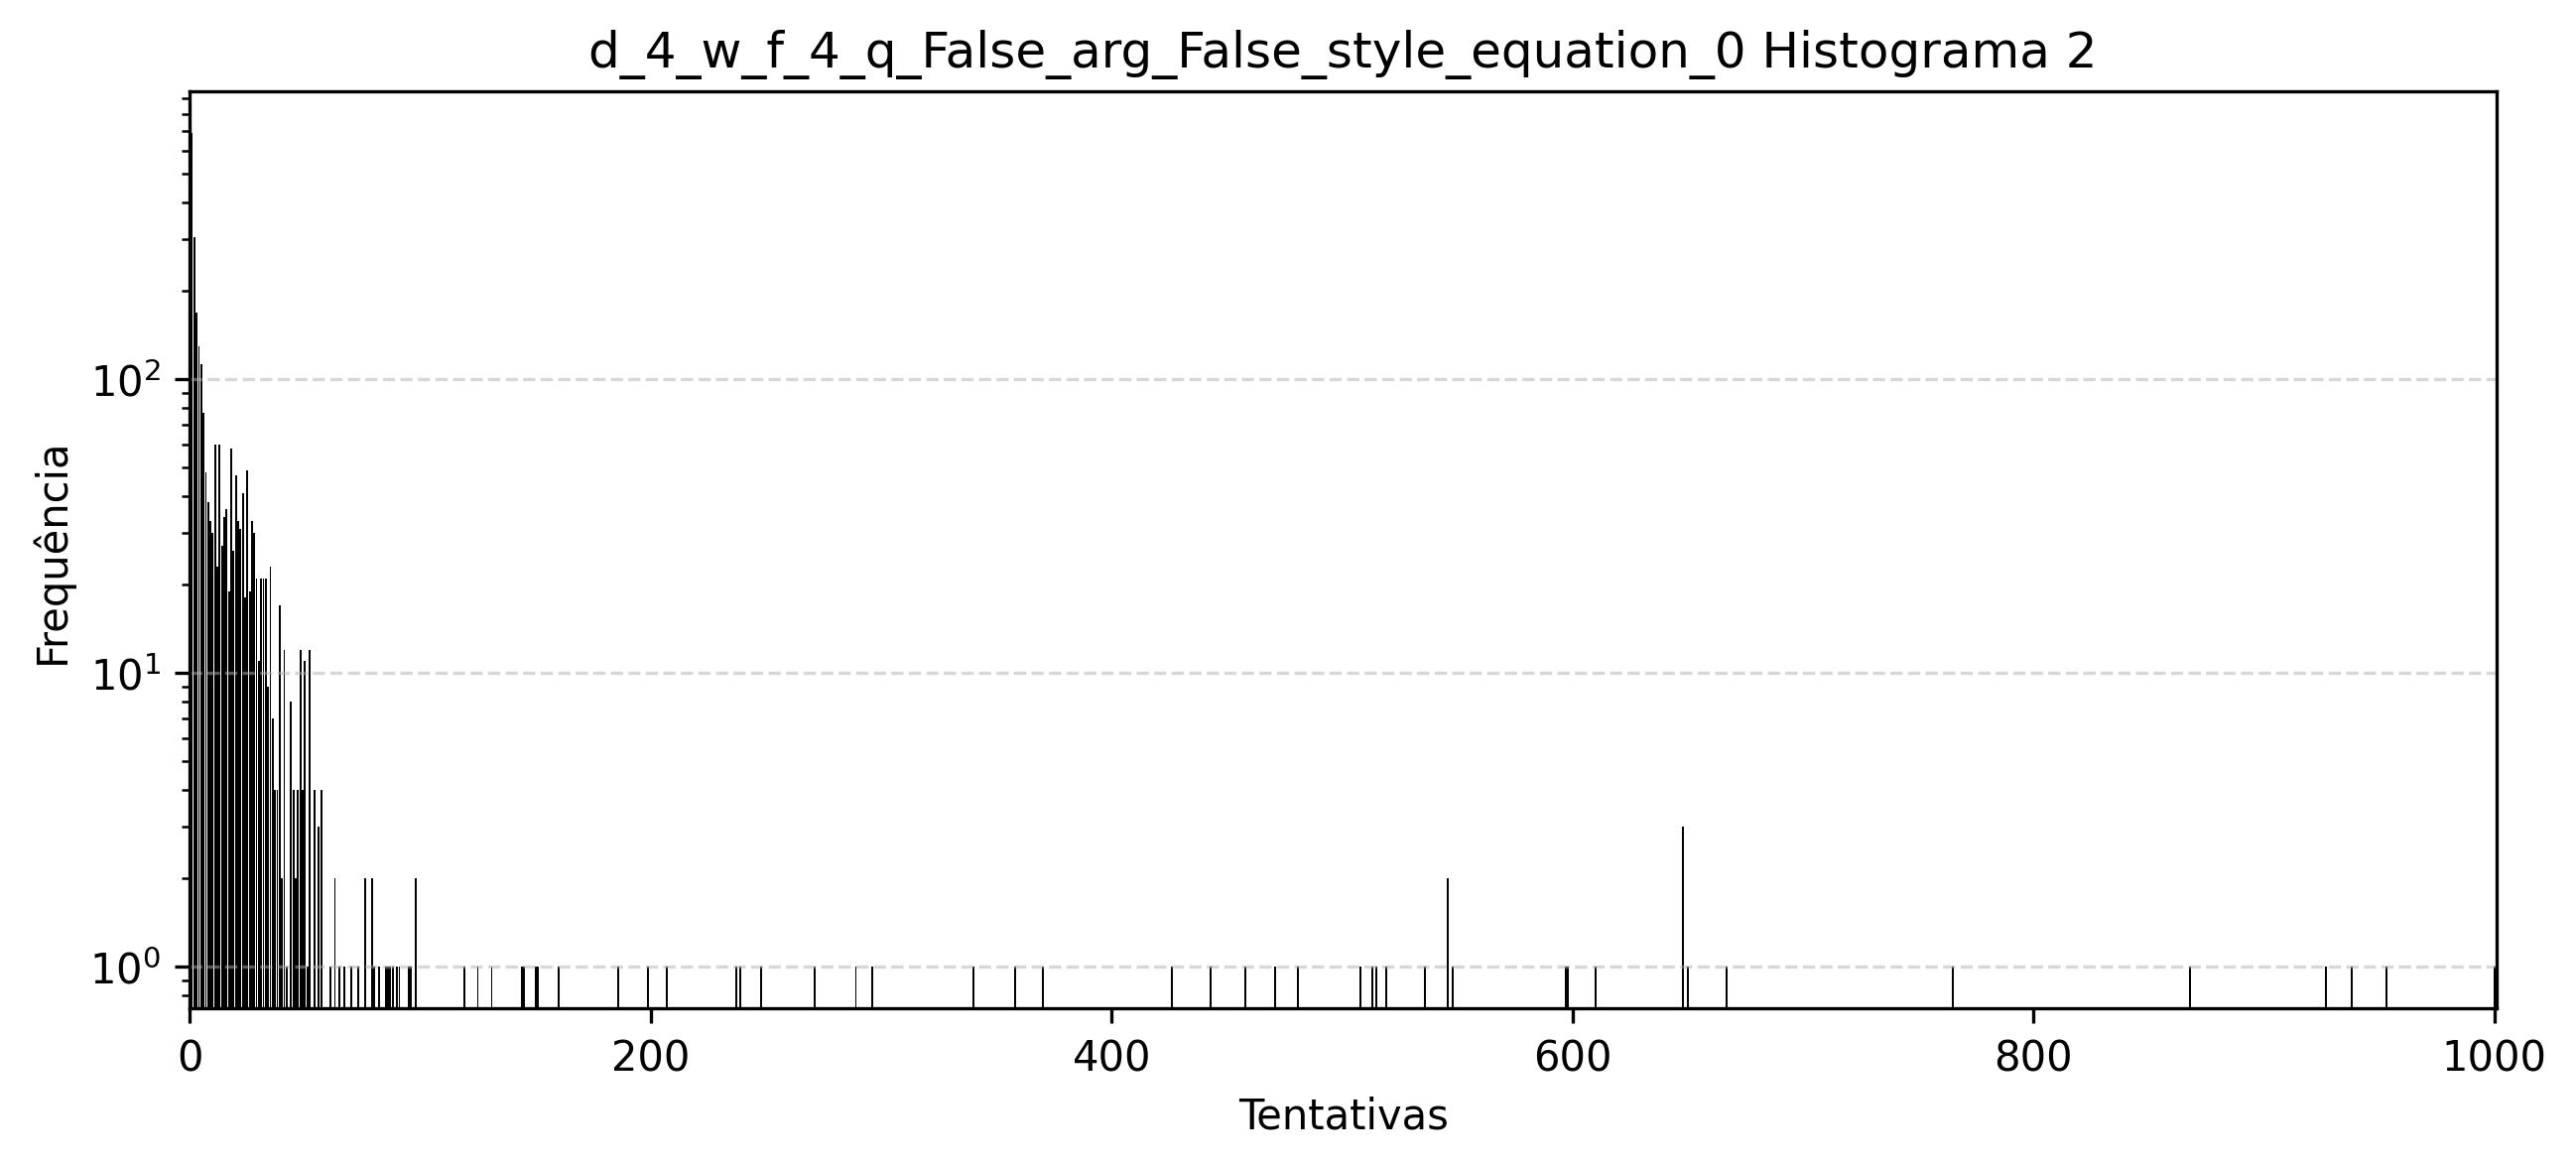 d_4_w_f_4_q_False_arg_False_style_equation_0 Histograma 2
Frequência
10²
10¹
10⁰
0 200 400 600 800 1000
Tentativas